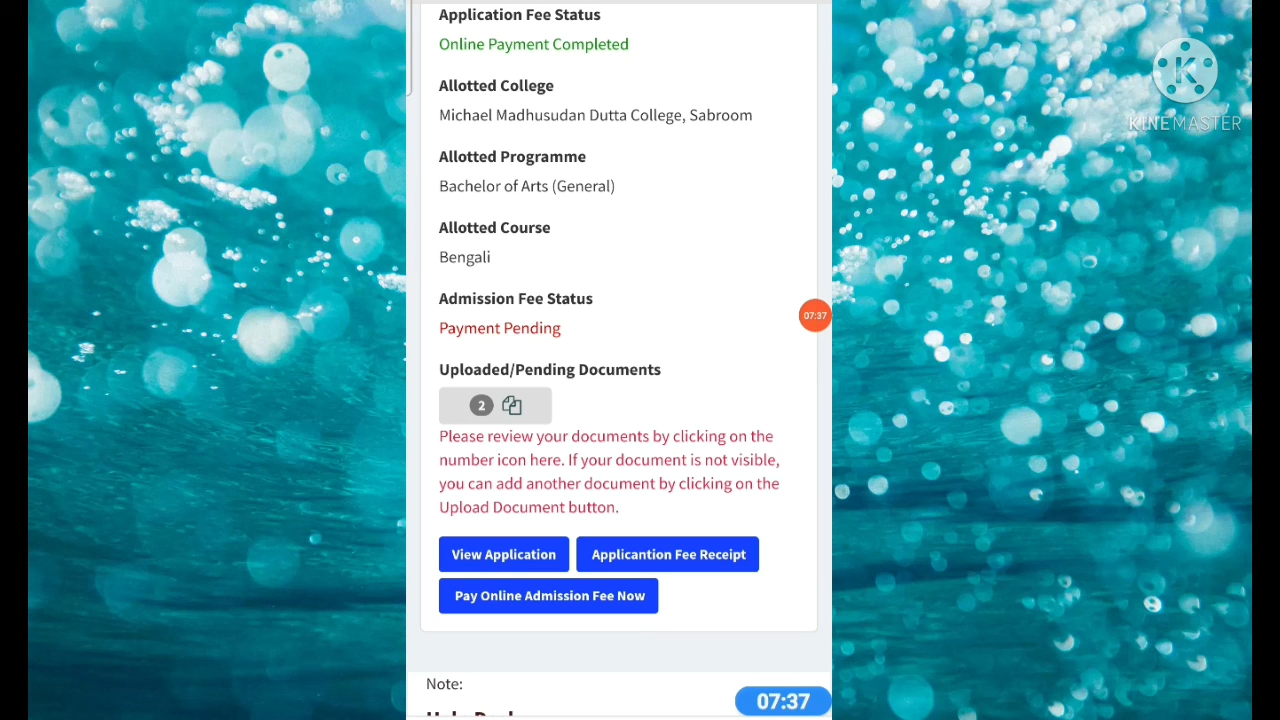 Application Fee Status
Online Payment Completed
Allotted College
Michael Madhusudan Dutta College, Sabroom
Allotted Programme
Bachelor of Arts (General)
Allotted Course
Bengali
Admission Fee Status
Payment Pending
Uploaded/Pending Documents
2
Please review your documents by clicking on the
number icon here. If your document is not visible,
you can add another document by clicking on the
Upload Document button.
View Application
Applicantion Fee Receipt
Pay Online Admission Fee Now
Note:
07:37
07:37
K
KINEMASTER